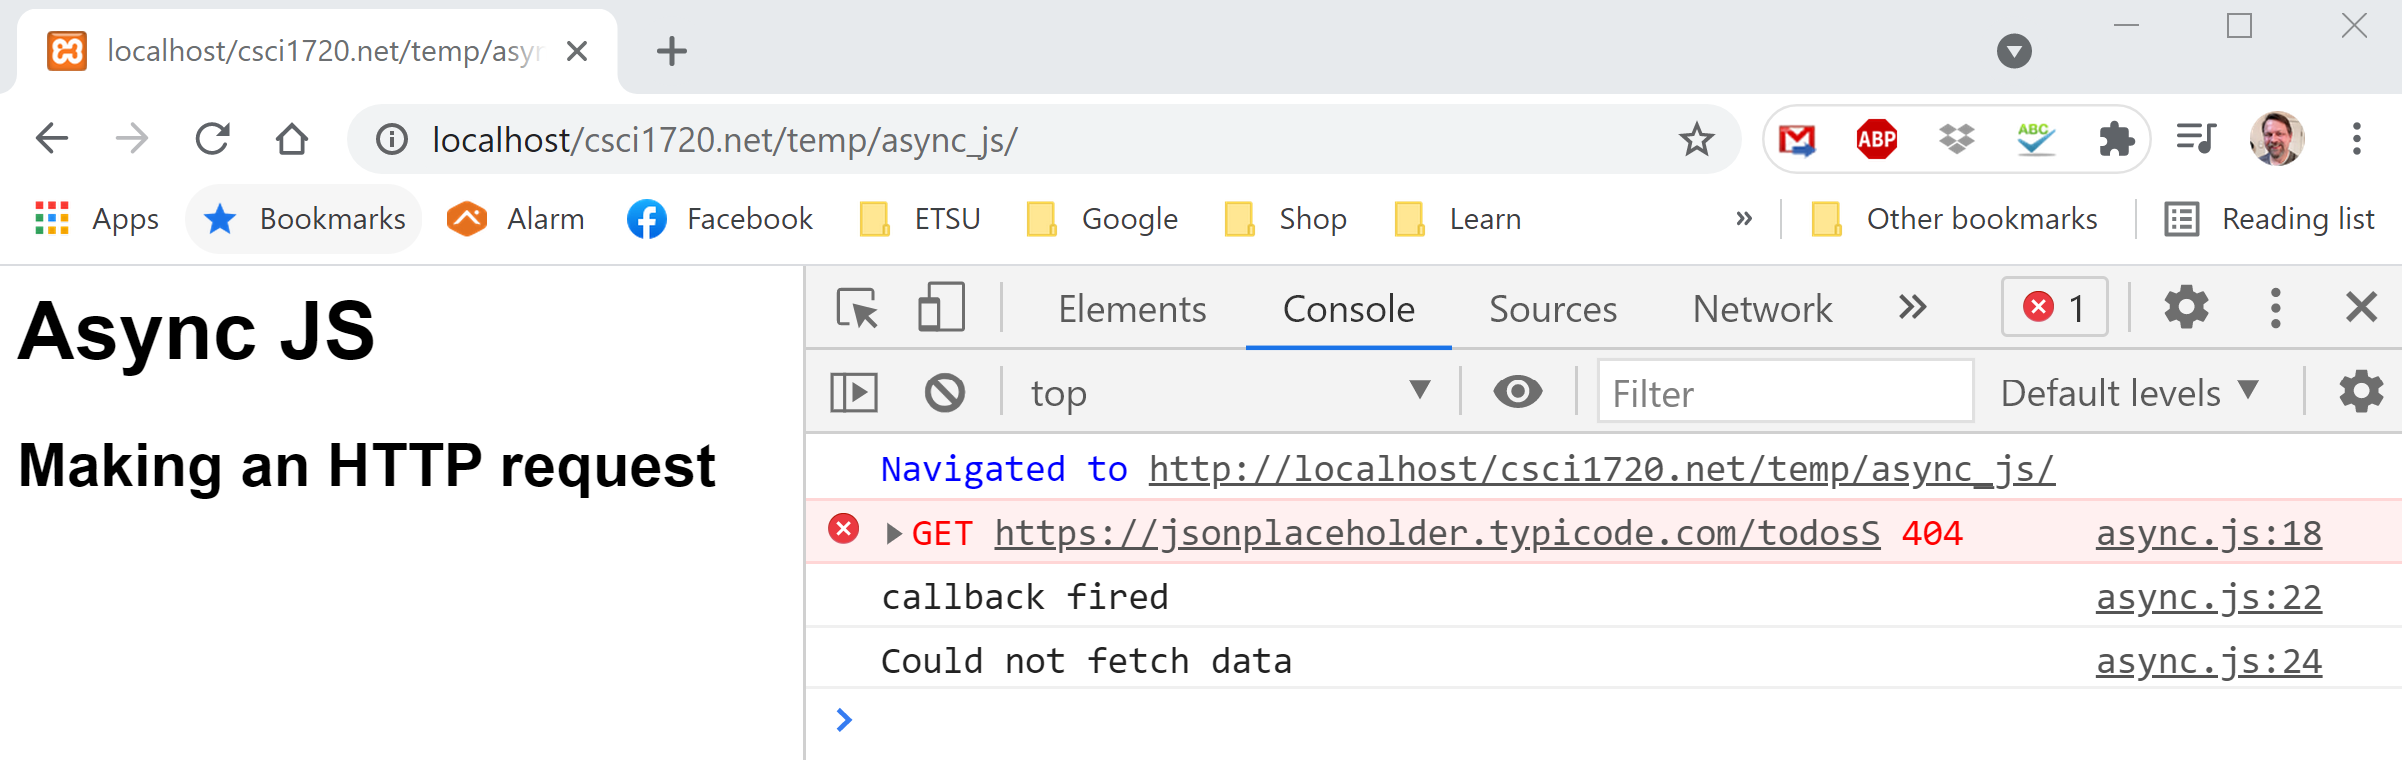 localhost/csci1720.net/temp/asyn
localhost/csci1720.net/temp/async_js/
ABP
ABC
Apps Bookmarks Alarm Facebook ETSU Google Shop Learn » Other bookmarks Reading list
Async JS
Making an HTTP request
Elements Console Sources Network 1
top Filter Default levels
Navigated to http://localhost/csci1720.net/temp/async_js/
GET https://jsonplaceholder.typicode.com/todosS 404 async.js:18
callback fired async.js:22
Could not fetch data async.js:24